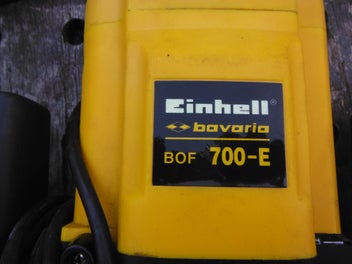 Einhell
bavaria
BOF 700-E